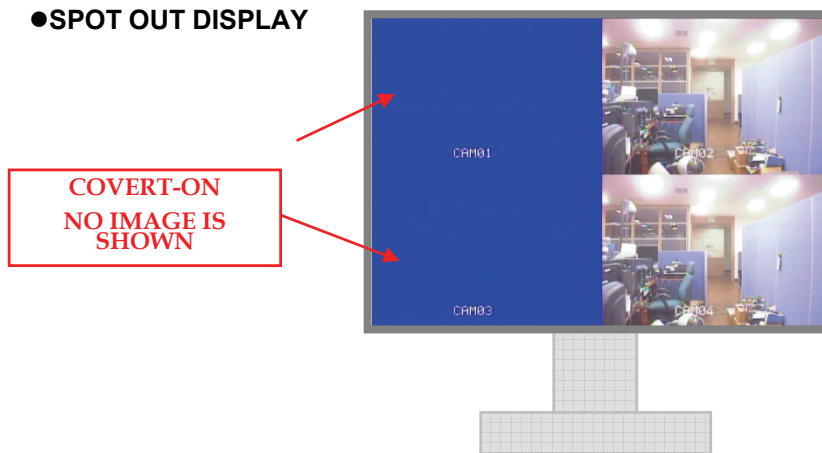 ●SPOT OUT DISPLAY
COVERT-ON
NO IMAGE IS
SHOWN
CAM01
CAM02
CAM03
CAM04